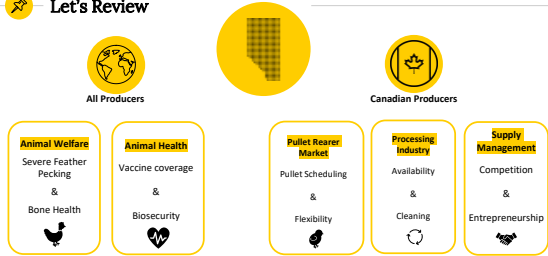 Let's Review
All Producers
Canadian Producers
Animal Welfare
Severe Feather
Pecking
&
Bone Health
Animal Health
Vaccine coverage
&
Biosecurity
Pullet Rearer
Market
Pullet Scheduling
&
Flexibility
Processing
Industry
Availability
&
Cleaning
Supply
Management
Competition
&
Entrepreneurship